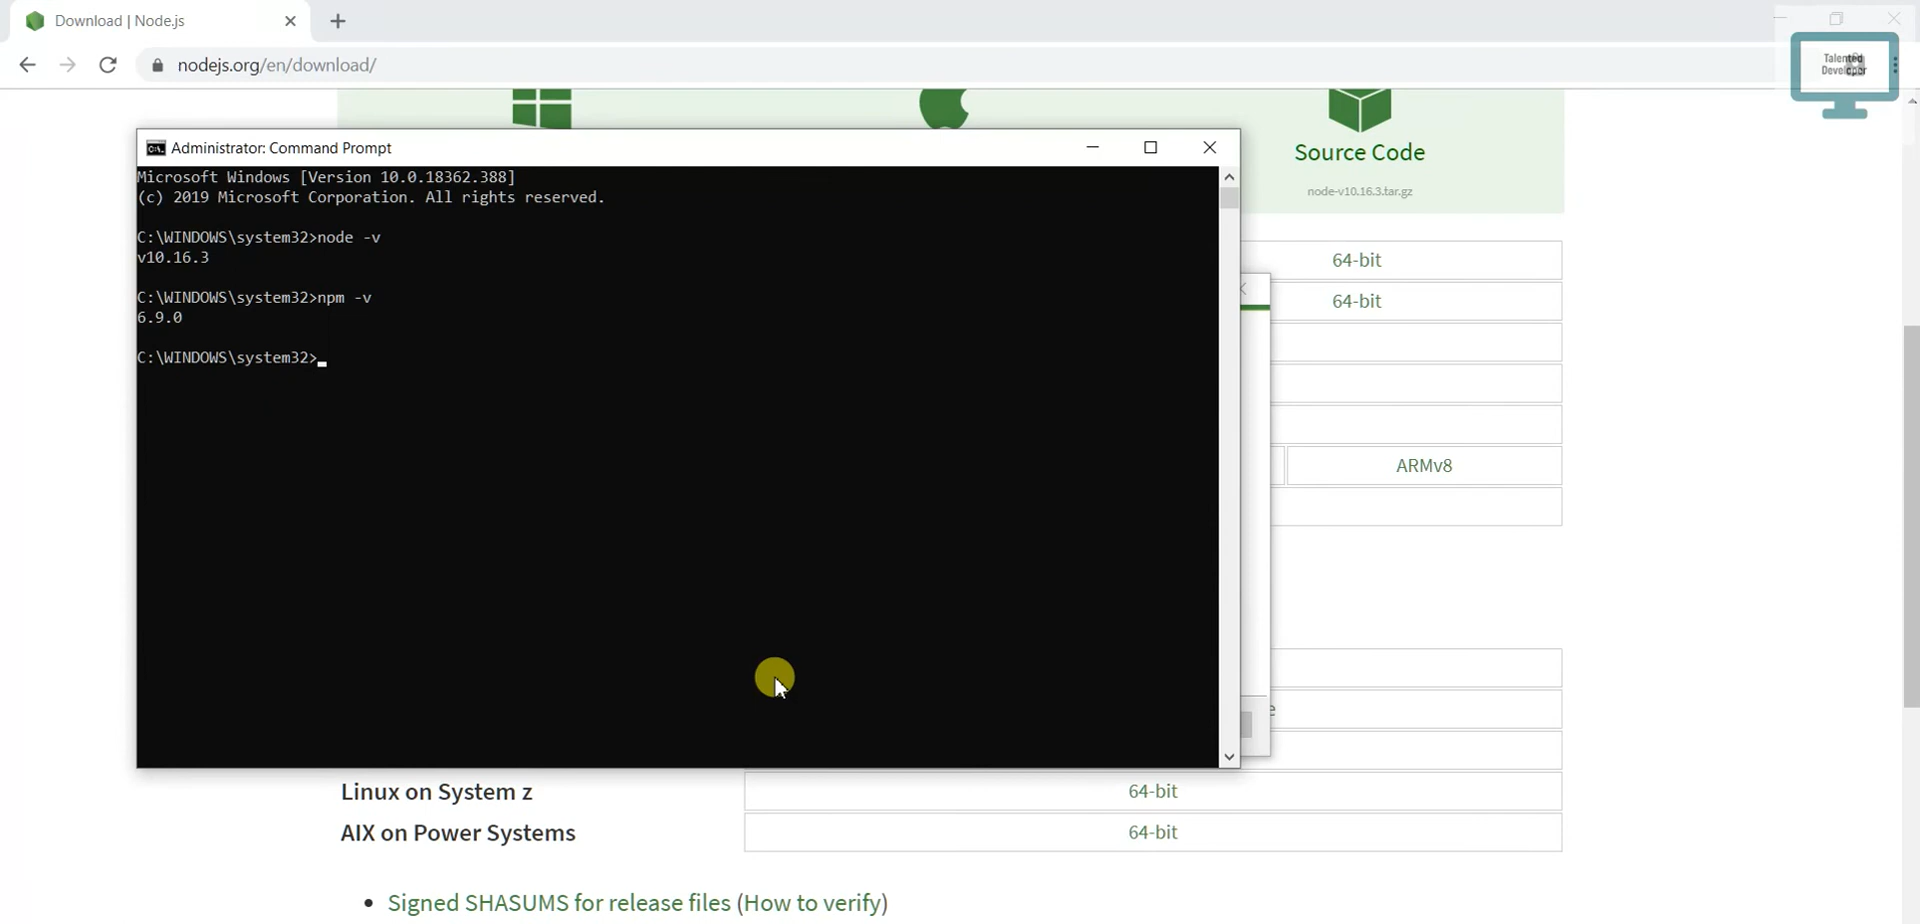 Download | Node.js
nodejs.org/en/download/
Talented
Developer
Administrator: Command Prompt
Source Code
node-v10.16.3.tar.gz
Microsoft Windows [Version 10.0.18362.388]
(c) 2019 Microsoft Corporation. All rights reserved.
C:\WINDOWS\system32>node -v
v10.16.3
64-bit
C:\WINDOWS\system32>npm -v
64-bit
6.9.0
C:\WINDOWS\system32>
ARMv8
Linux on System z
64-bit
AIX on Power Systems
64-bit
• Signed SHASUMS for release files (How to verify)